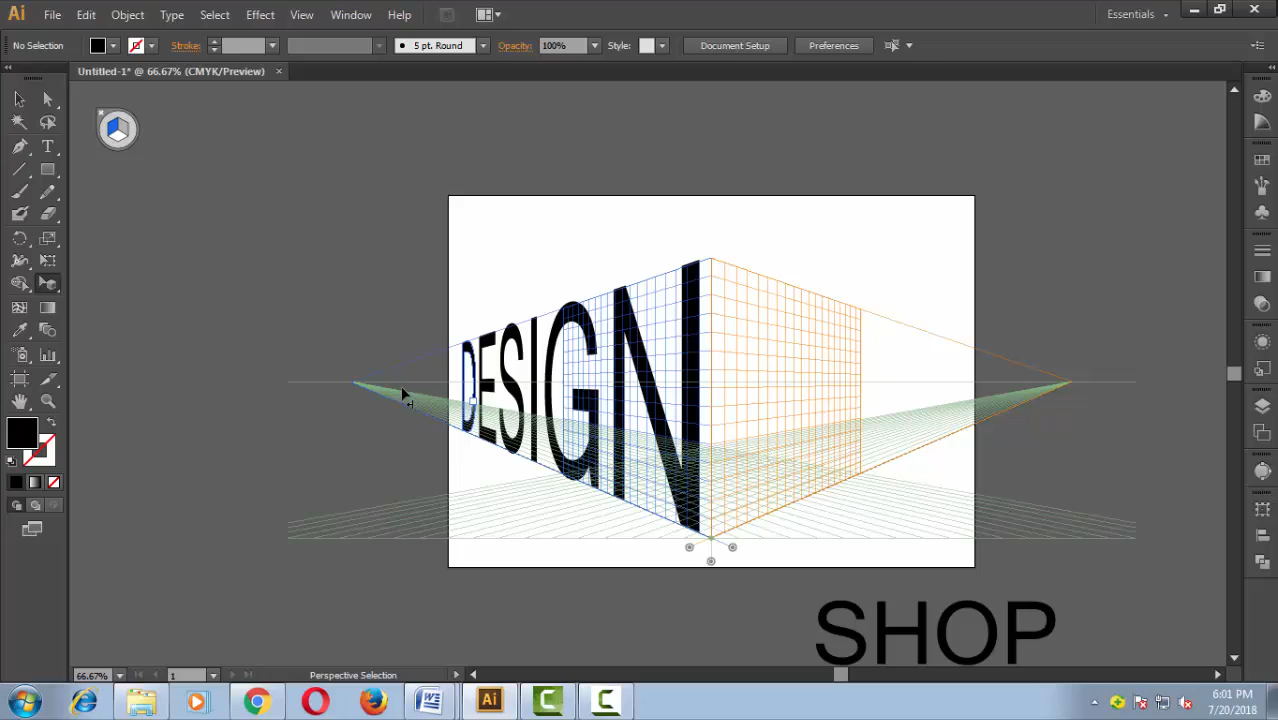 Ai File Edit Object Type Select Effect View Window Help Essentials
No Selection Stroke: 5 pt. Round Opacity: 100% Style: Document Setup Preferences
Untitled-1* @ 66.67% (CMYK/Preview) ×
DESIGN
SHOP
66.67% 1 Perspective Selection
W Ai C C 6:01 PM
7/20/2018